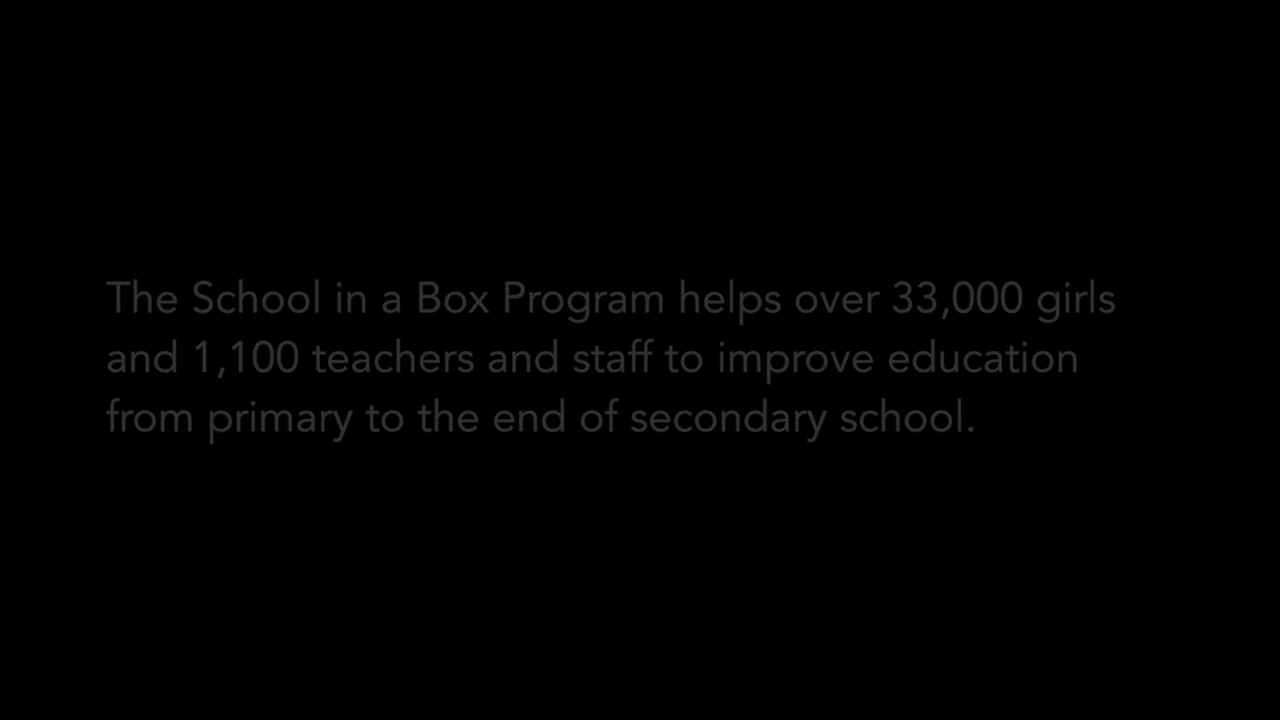 The School in a Box Program helps over 33,000 girls
and 1,100 teachers and staff to improve education
from primary to the end of secondary school.